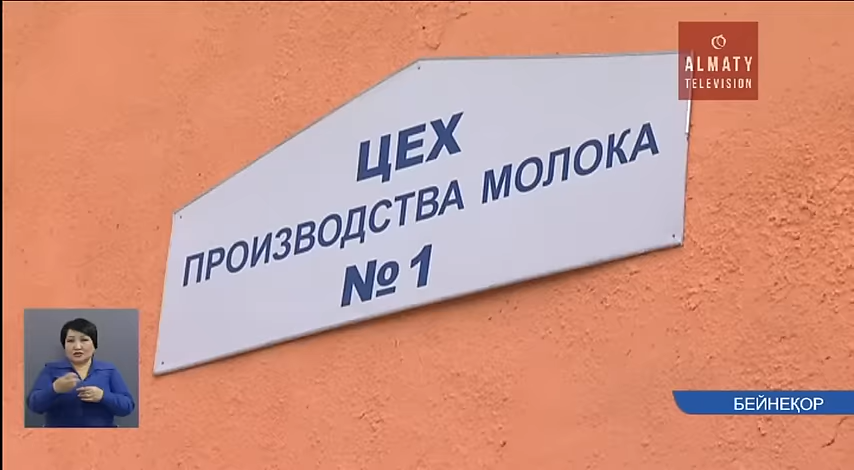 ALMATY
TELEVISION
ЦЕХ
ПРОИЗВОДСТВА МОЛОКА
№ 1
БЕЙНЕҚОР